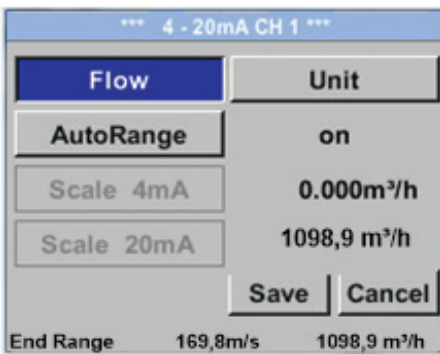 *** 4 - 20mA CH 1 ***
Flow Unit
AutoRange on
Scale 4mA 0.000m³/h
Scale 20mA 1098,9 m³/h
Save Cancel
End Range 169,8m/s 1098,9 m³/h